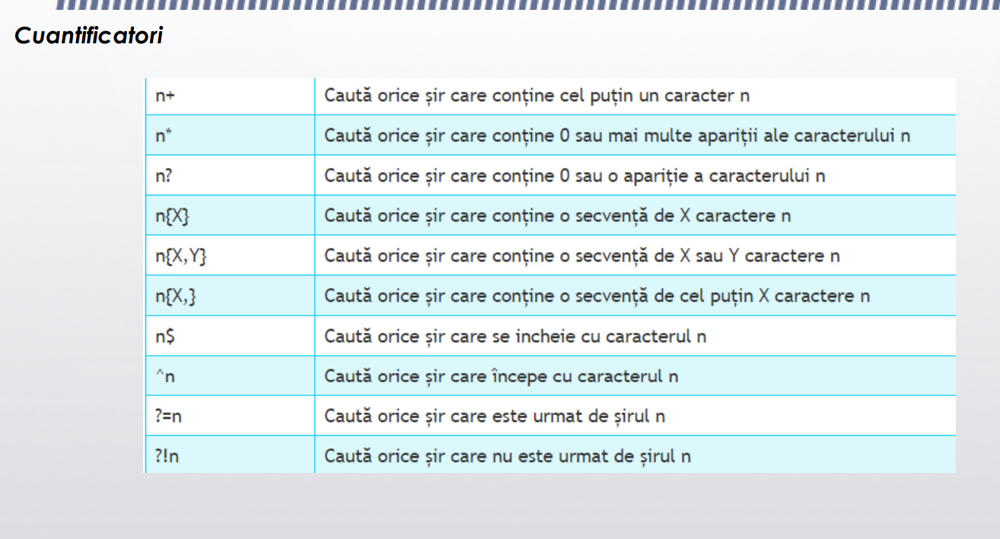 Cuantificatori
n+ Caută orice șir care conține cel puțin un caracter n
n* Caută orice șir care conține 0 sau mai multe apariții ale caracterului n
n? Caută orice șir care conține 0 sau o apariție a caracterului n
n{X} Caută orice șir care conține o secvență de X caractere n
n{X,Y} Caută orice șir care conține o secvență de X sau Y caractere n
n{X,} Caută orice șir care conține o secvență de cel puțin X caractere n
n$ Caută orice șir care se incheie cu caracterul n
^n Caută orice șir care începe cu caracterul n
?=n Caută orice șir care este urmat de șirul n
?!n Caută orice șir care nu este urmat de șirul n